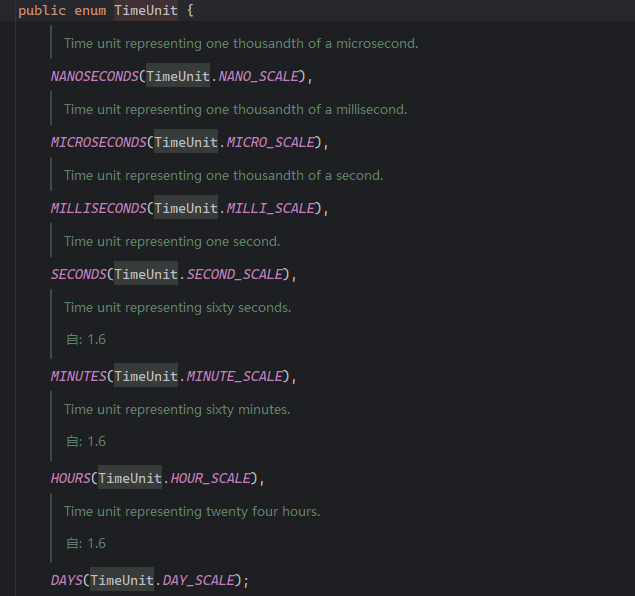 public enum TimeUnit {
Time unit representing one thousandth of a microsecond.
NANOSECONDS(TimeUnit.NANO_SCALE),
Time unit representing one thousandth of a millisecond.
MICROSECONDS(TimeUnit.MICRO_SCALE),
Time unit representing one thousandth of a second.
MILLISECONDS(TimeUnit.MILLI_SCALE),
Time unit representing one second.
SECONDS(TimeUnit.SECOND_SCALE),
Time unit representing sixty seconds.
自: 1.6
MINUTES(TimeUnit.MINUTE_SCALE),
Time unit representing sixty minutes.
自: 1.6
HOURS(TimeUnit.HOUR_SCALE),
Time unit representing twenty four hours.
自: 1.6
DAYS(TimeUnit.DAY_SCALE);